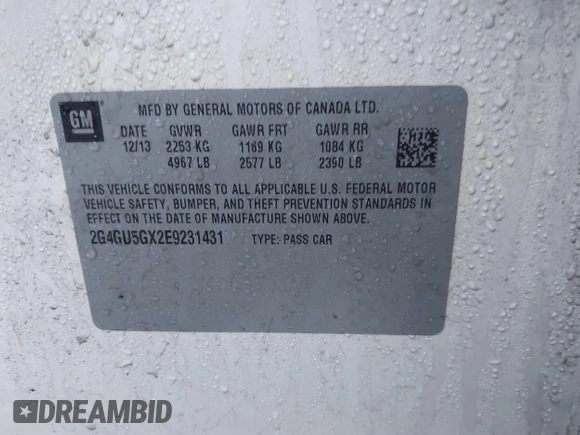 GM
MFD BY GENERAL MOTORS OF CANADA LTD.
DATE GVWR GAWR FRT GAWR RR
12/13 2253 KG 1169 KG 1084 KG
4967 LB 2577 LB 2390 LB
THIS VEHICLE CONFORMS TO ALL APPLICABLE U.S. FEDERAL MOTOR
VEHICLE SAFETY, BUMPER, AND THEFT PREVENTION STANDARDS IN
EFFECT ON THE DATE OF MANUFACTURE SHOWN ABOVE.
2G4GU5GX2E9231431 TYPE: PASS CAR
DREAMBID